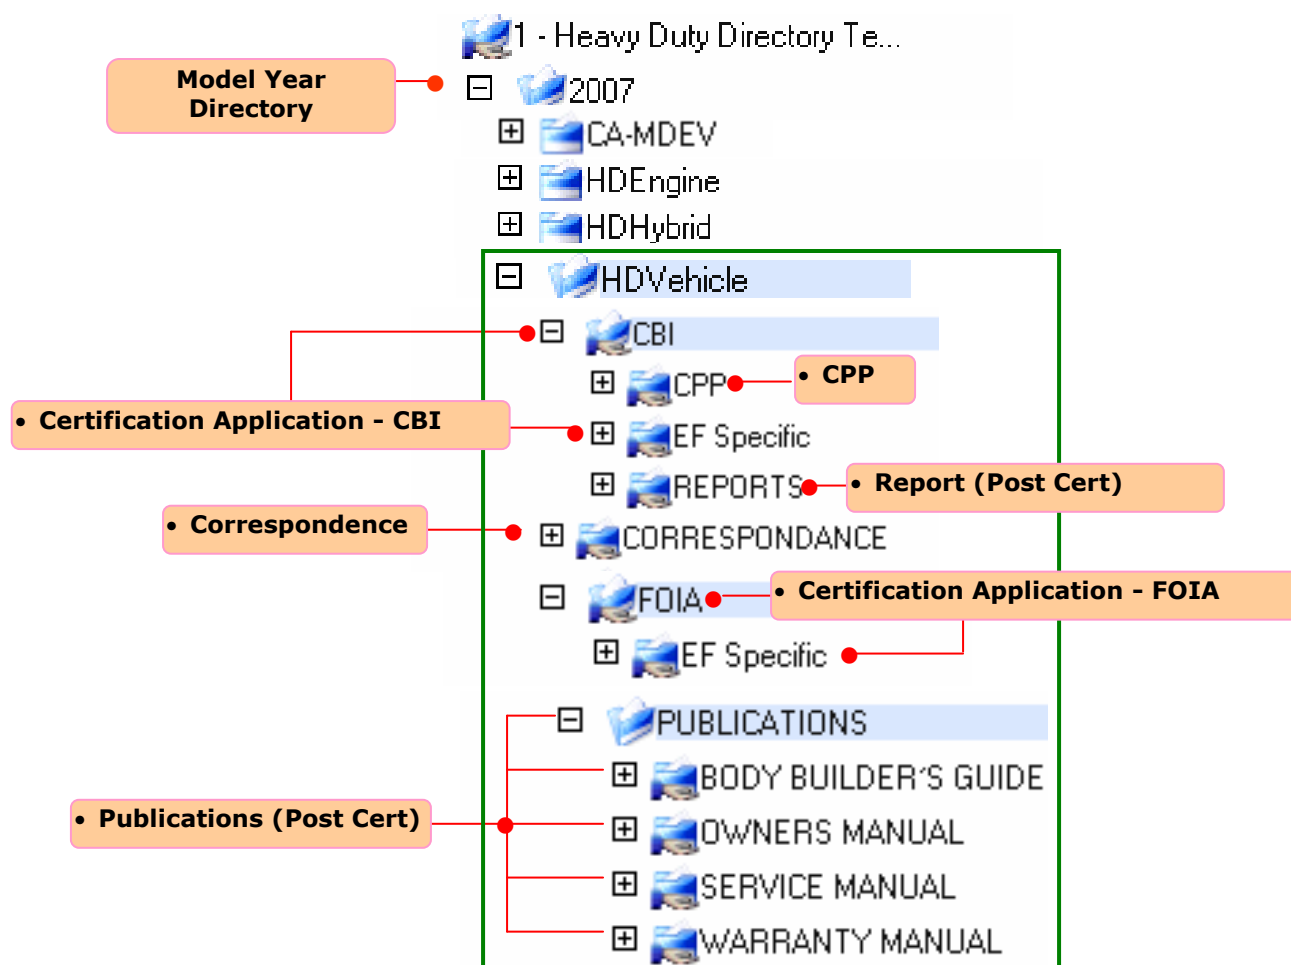 1 - Heavy Duty Directory Te...
Model Year
Directory
2007
CA-MDEV
HDEngine
HDHybrid
HDVehicle
CBI
CPP
• CPP
• Certification Application - CBI
EF Specific
REPORTS
• Report (Post Cert)
• Correspondence
CORRESPONDANCE
FOIA
• Certification Application - FOIA
EF Specific
PUBLICATIONS
BODY BUILDER'S GUIDE
• Publications (Post Cert)
OWNERS MANUAL
SERVICE MANUAL
WARRANTY MANUAL